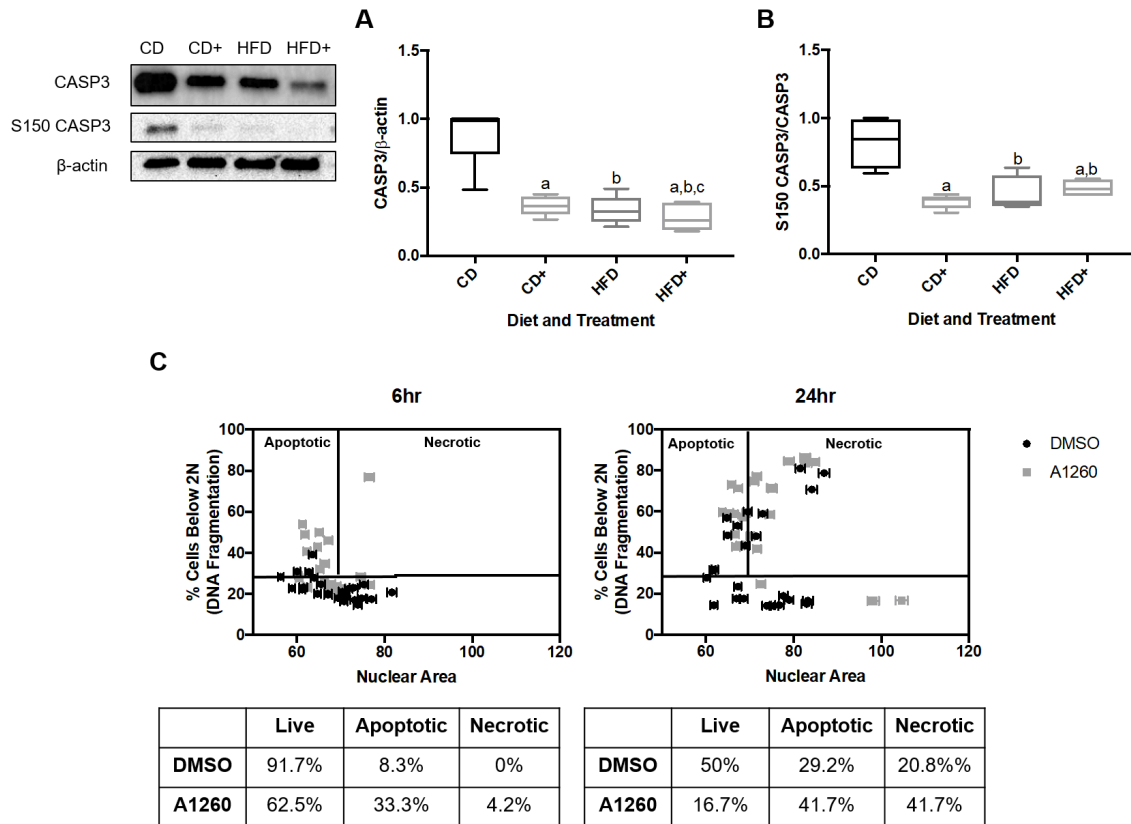 A
B
CD CD+ HFD HFD+
CASP3
S150 CASP3
β-actin
CASP3/β-actin
1.5
1.0
0.5
0.0
a
b
a,b,c
CD CD+ HFD HFD+
Diet and Treatment
S150 CASP3/CASP3
1.5
1.0
0.5
0.0
a
b
a,b
CD CD+ HFD HFD+
Diet and Treatment
C
6hr
% Cells Below 2N
(DNA Fragmentation)
100
80
60
40
20
0
Apoptotic Necrotic
60 80 100 120
Nuclear Area
24hr
% Cells Below 2N
(DNA Fragmentation)
100
80
60
40
20
0
Apoptotic Necrotic
60 80 100 120
Nuclear Area
DMSO
A1260
Live Apoptotic Necrotic
DMSO 91.7% 8.3% 0%
A1260 62.5% 33.3% 4.2%
Live Apoptotic Necrotic
DMSO 50% 29.2% 20.8%%
A1260 16.7% 41.7% 41.7%